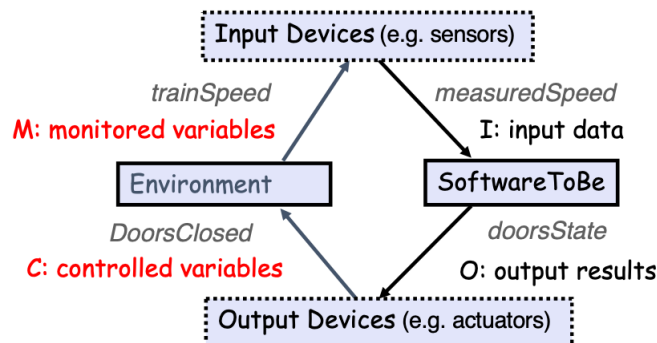 Input Devices (e.g. sensors)
trainSpeed
measuredSpeed
M: monitored variables
I: input data
Environment
SoftwareToBe
DoorsClosed
doorsState
C: controlled variables
O: output results
Output Devices (e.g. actuators)